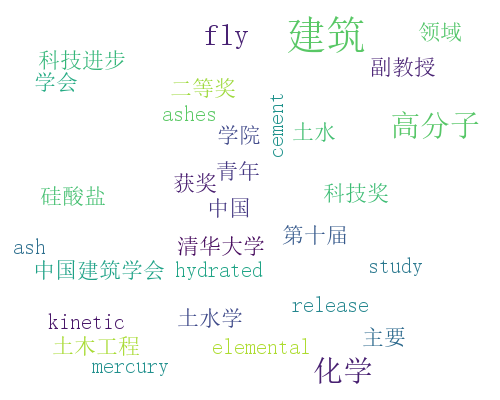 fly
建筑
领域
科技进步
副教授
学会
二等奖
ashes
cement
高分子
学院
土水
青年
获奖
科技奖
硅酸盐
中国
第十届
ash
清华大学
中国建筑学会
hydrated
study
release
kinetic
土水学
主要
土木工程
elemental
mercury
化学